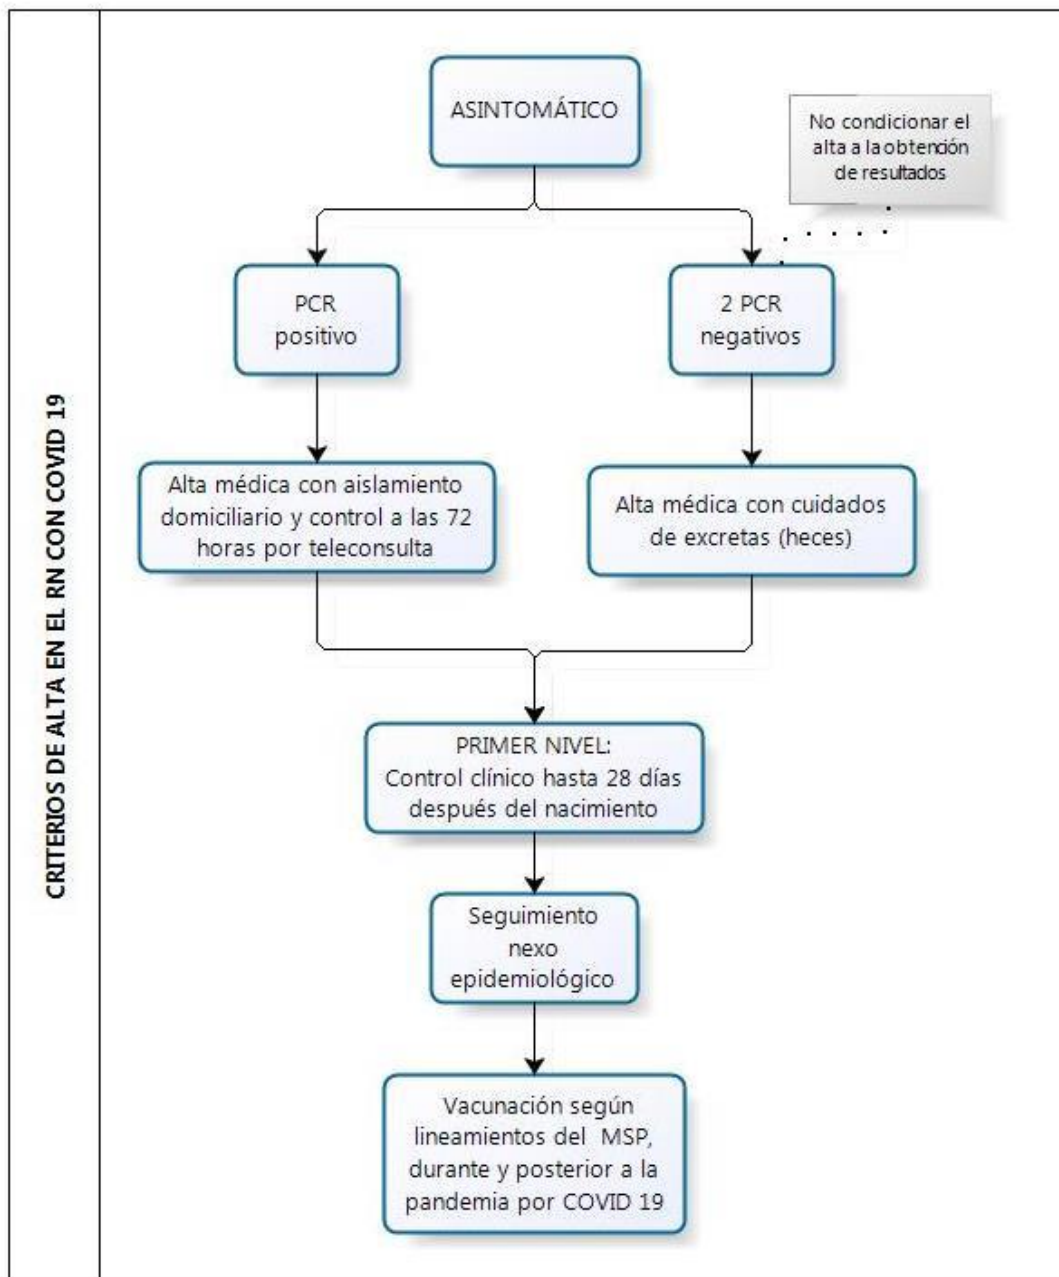 CRITERIOS DE ALTA EN EL RN CON COVID 19
ASINTOMÁTICO
No condicionar el
alta a la obtención
de resultados
PCR
positivo
2 PCR
negativos
Alta médica con aislamiento
domiciliario y control a las 72
horas por teleconsulta
Alta médica con cuidados
de excretas (heces)
PRIMER NIVEL:
Control clínico hasta 28 días
después del nacimiento
Seguimiento
nexo
epidemiológico
Vacunación según
lineamientos del MSP,
durante y posterior a la
pandemia por COVID 19